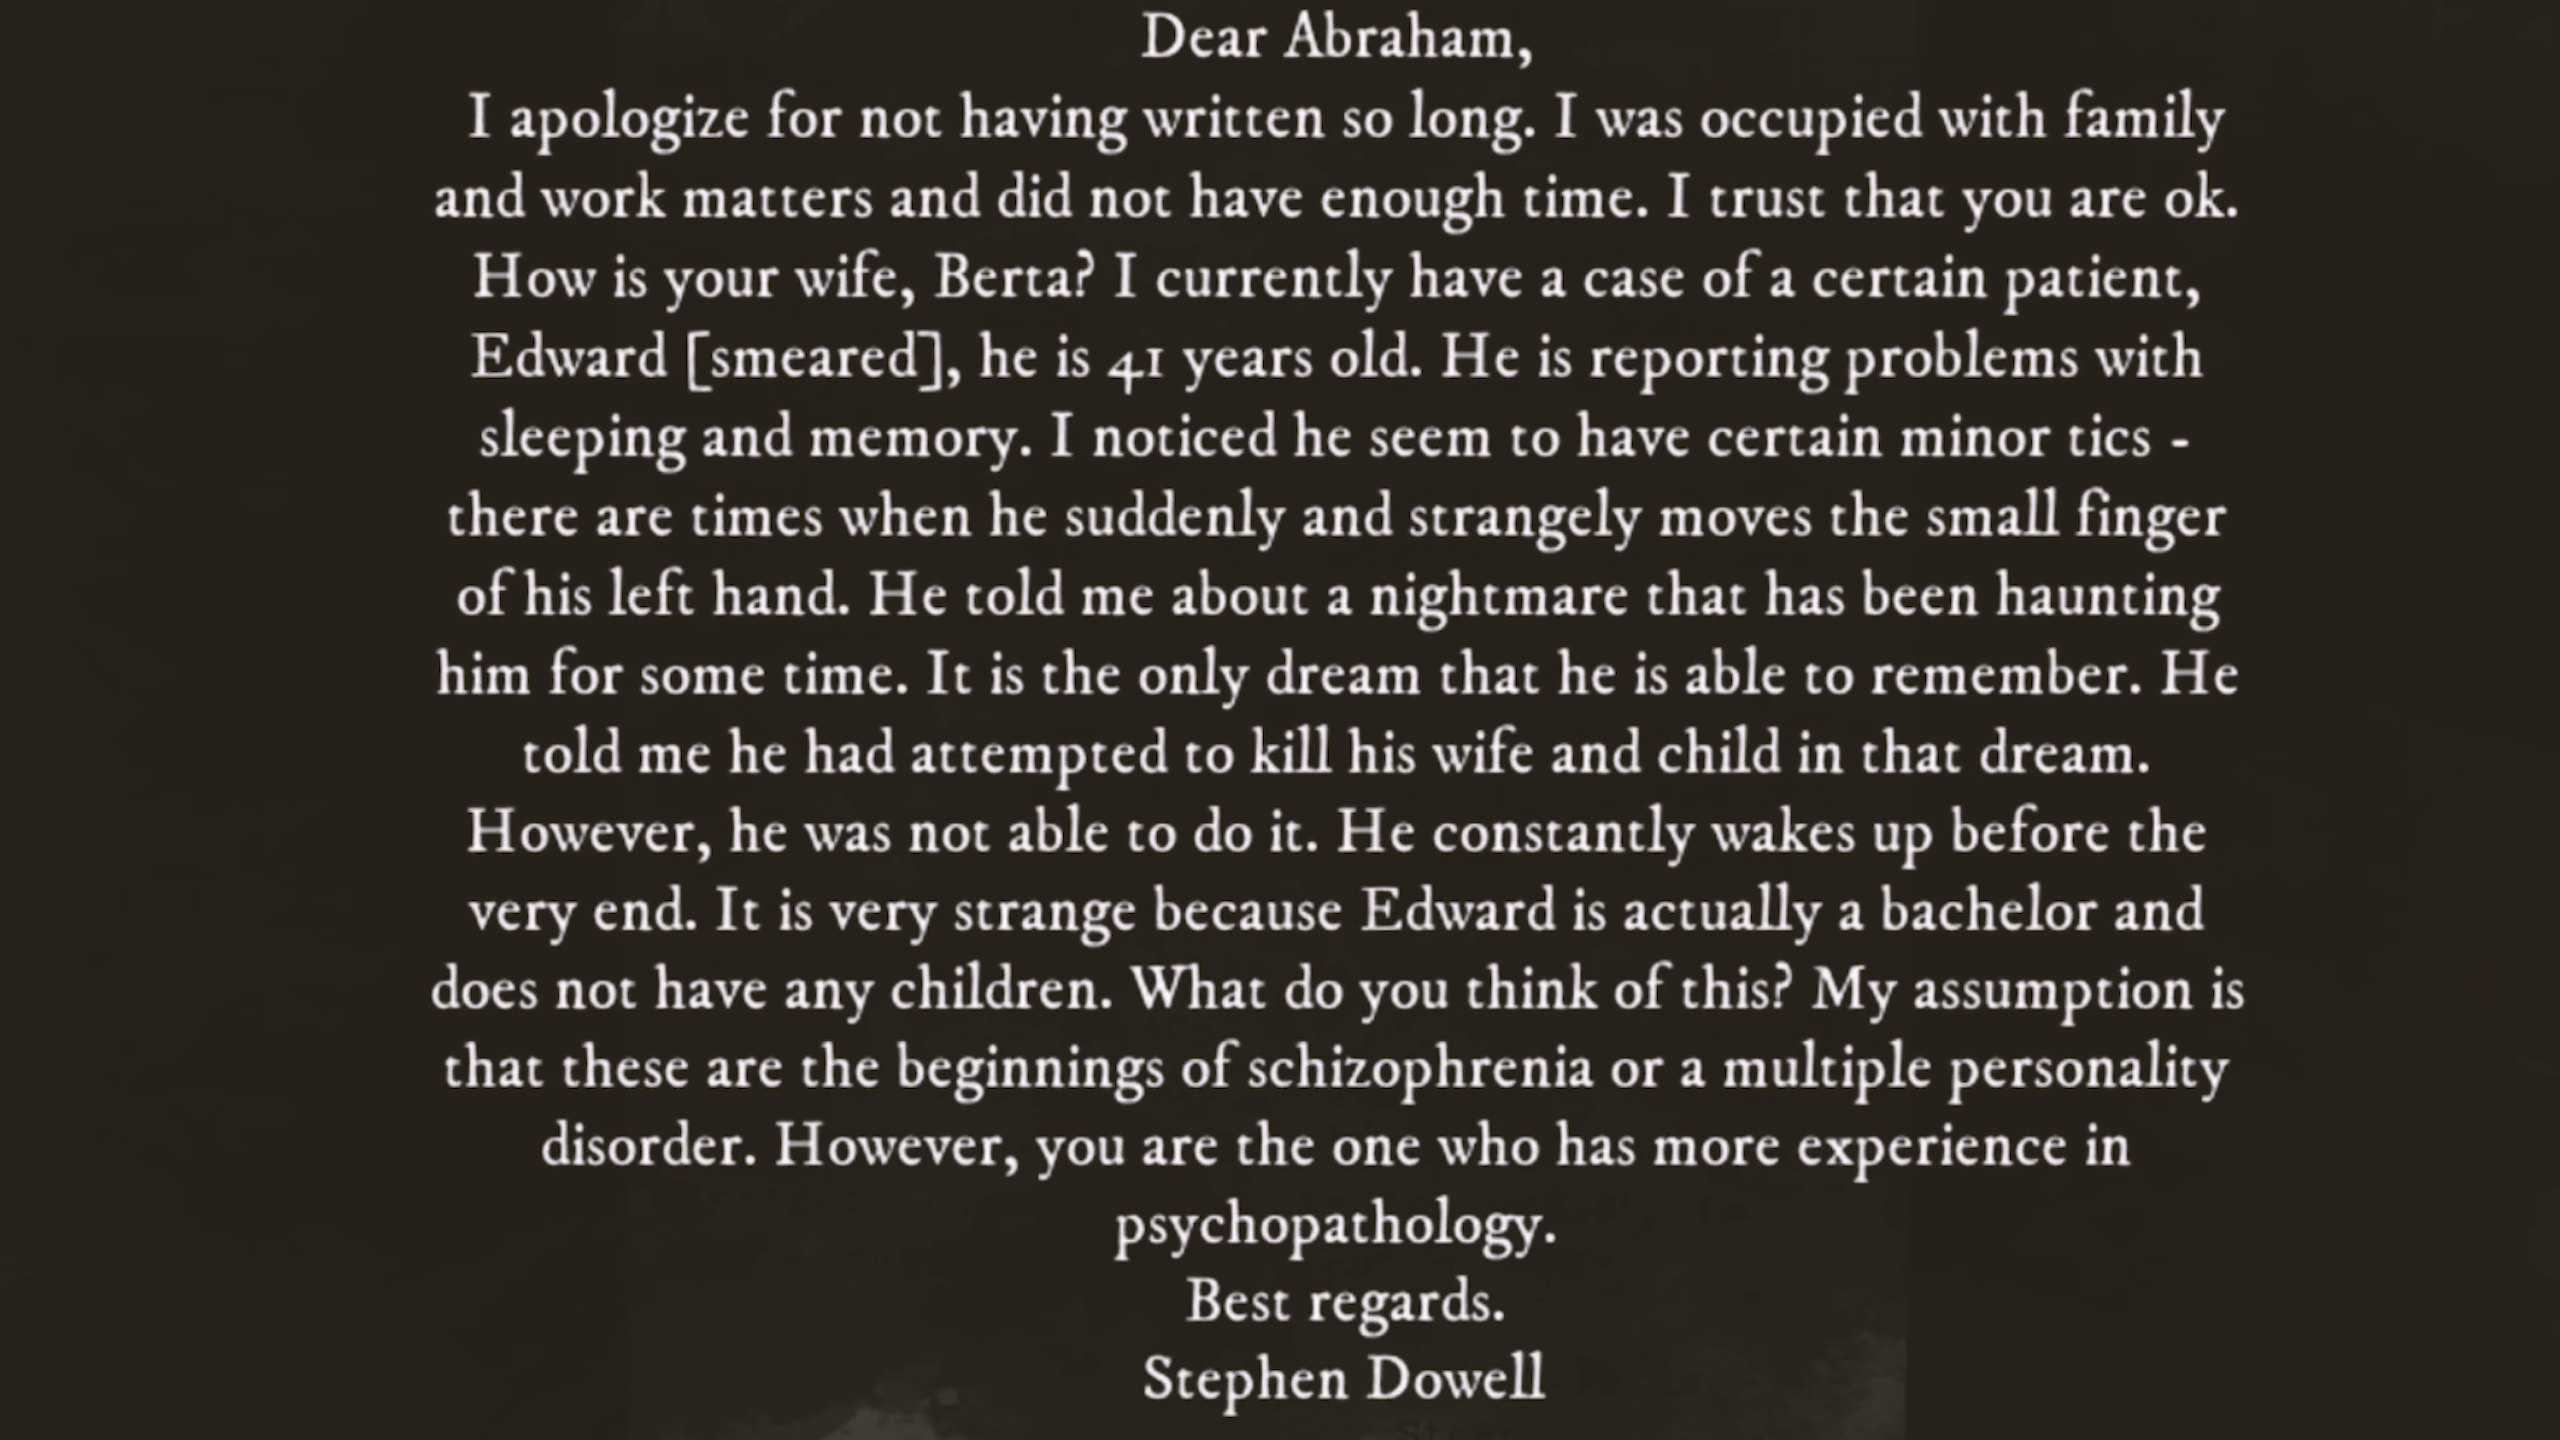 Dear Abraham,
I apologize for not having written so long. I was occupied with family
and work matters and did not have enough time. I trust that you are ok.
How is your wife, Berta? I currently have a case of a certain patient,
Edward [smeared], he is 41 years old. He is reporting problems with
sleeping and memory. I noticed he seem to have certain minor tics -
there are times when he suddenly and strangely moves the small finger
of his left hand. He told me about a nightmare that has been haunting
him for some time. It is the only dream that he is able to remember. He
told me he had attempted to kill his wife and child in that dream.
However, he was not able to do it. He constantly wakes up before the
very end. It is very strange because Edward is actually a bachelor and
does not have any children. What do you think of this? My assumption is
that these are the beginnings of schizophrenia or a multiple personality
disorder. However, you are the one who has more experience in
psychopathology.
Best regards.
Stephen Dowell